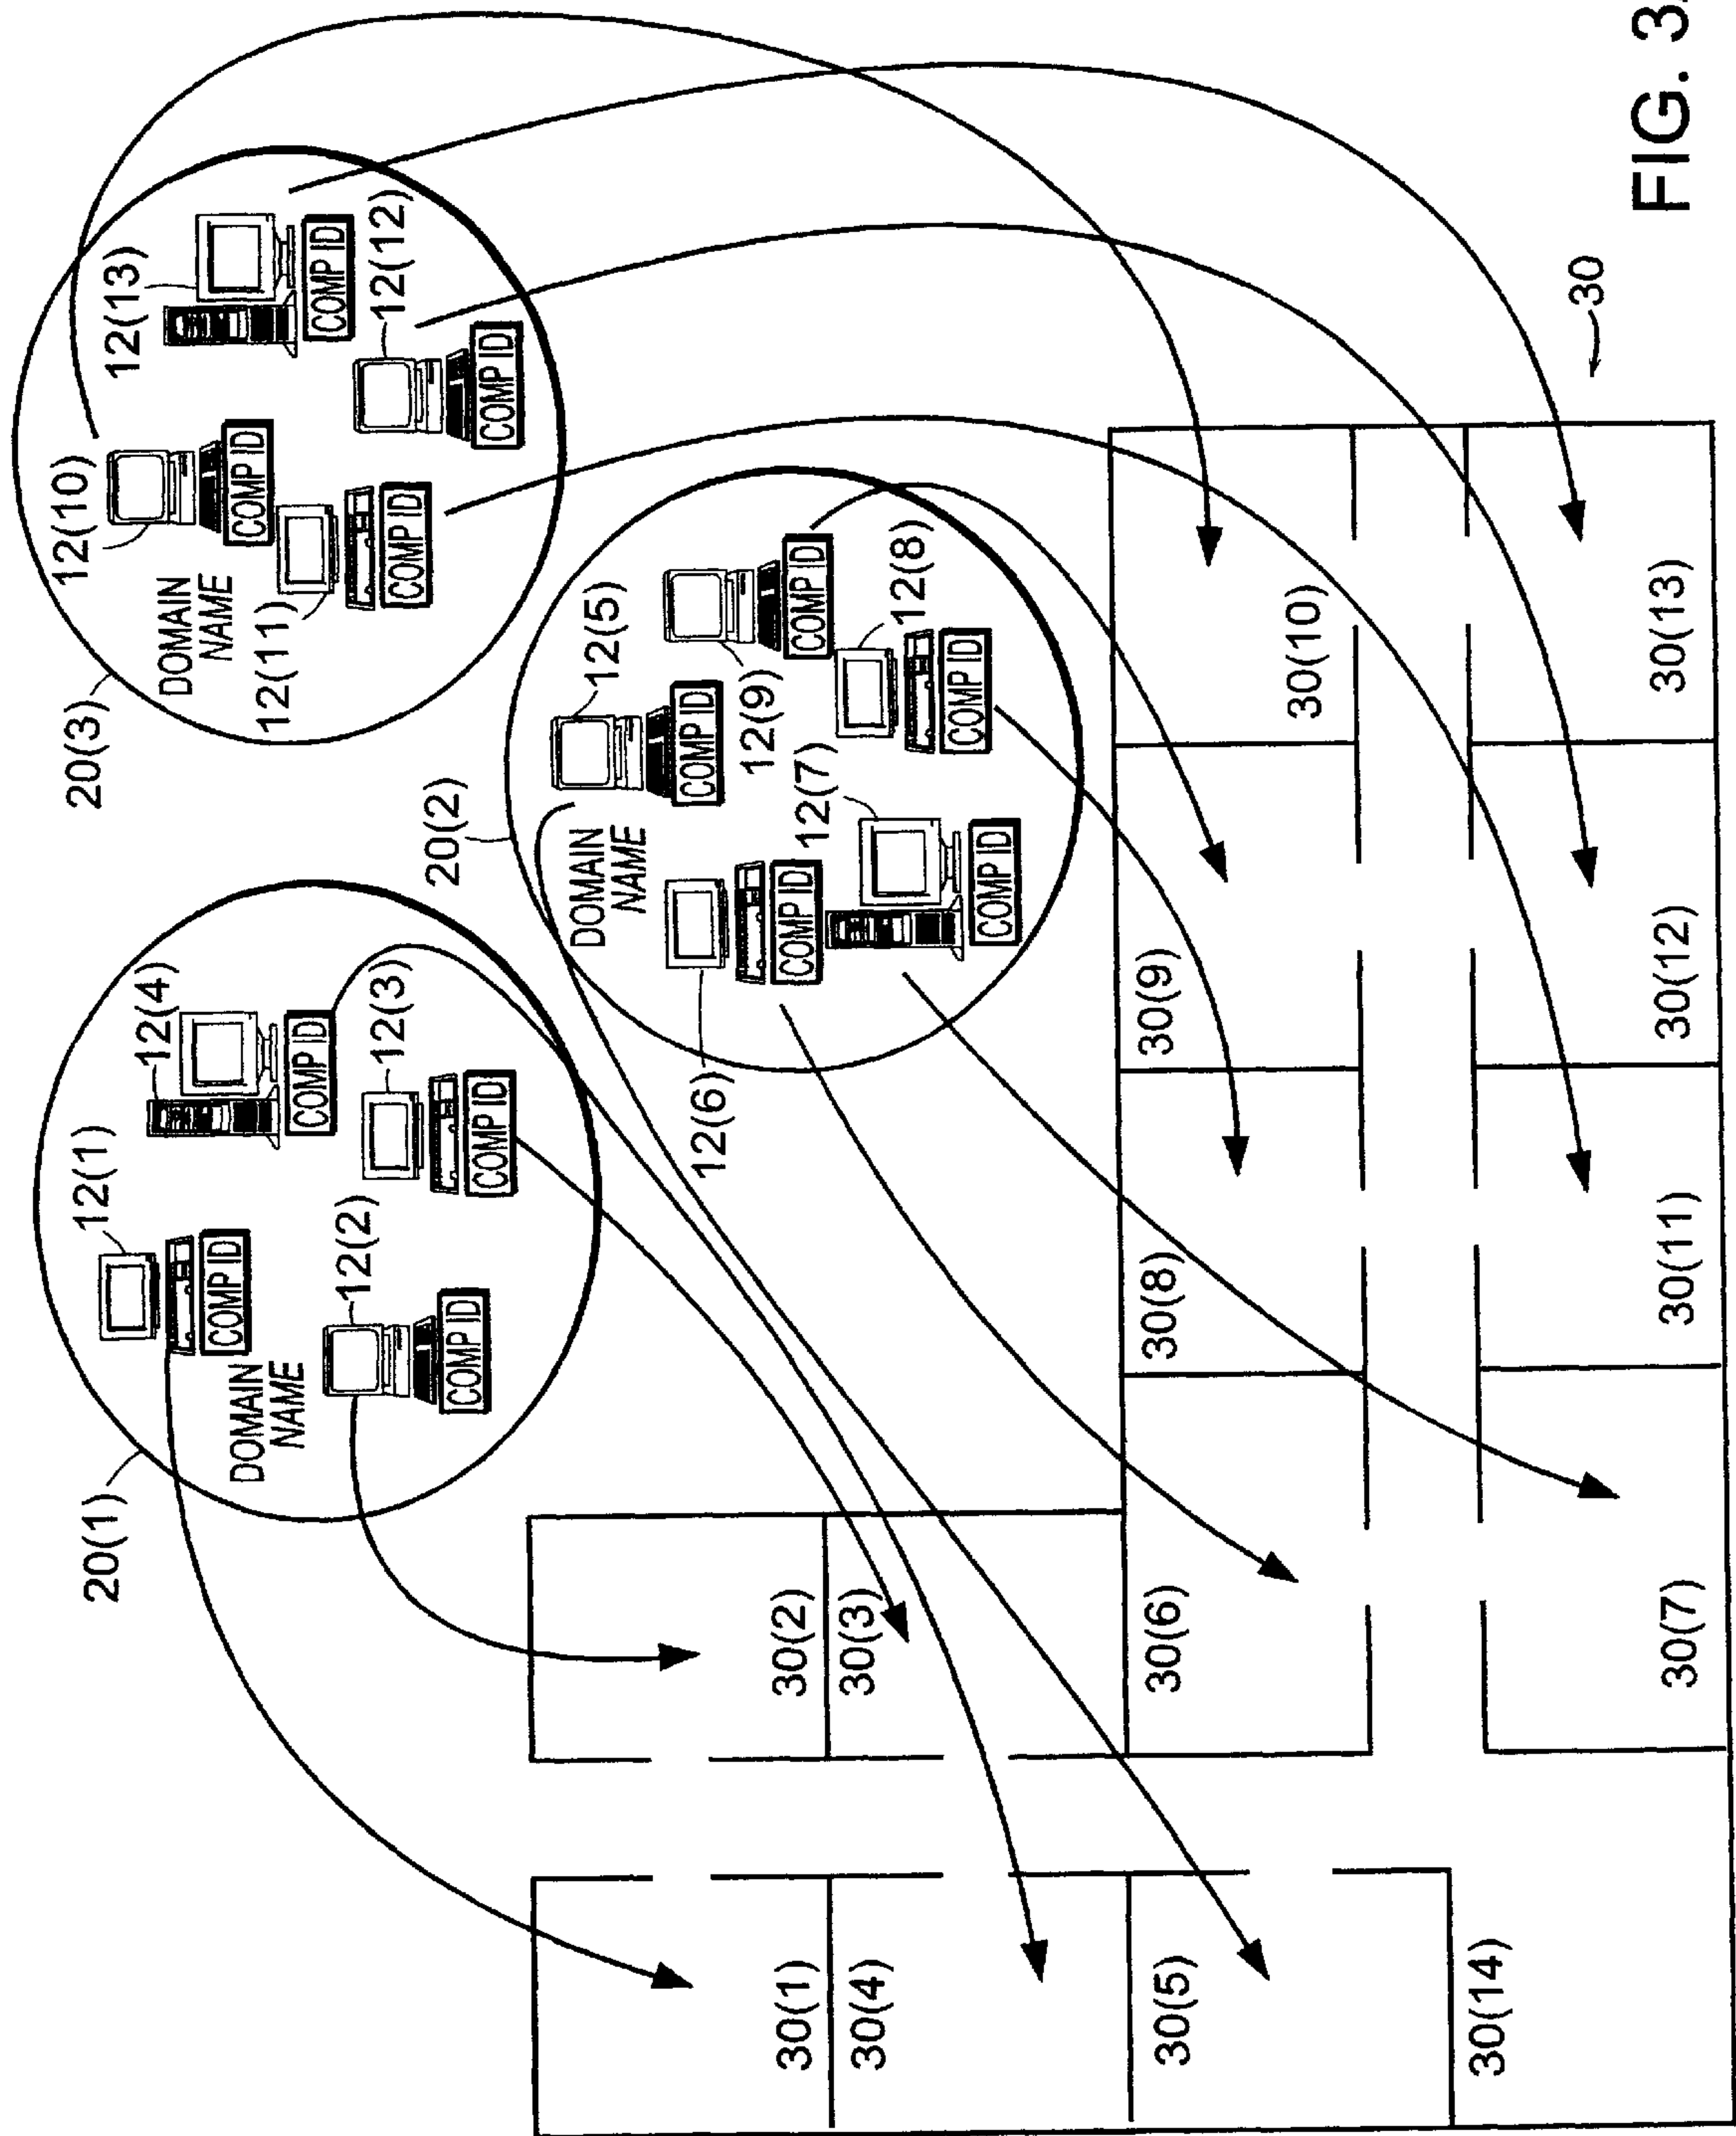 20(1)
DOMAIN
NAME
12(1)
COMP ID
12(2)
COMP ID
12(3)
COMP ID
12(4)
COMP ID
20(2)
DOMAIN
NAME
12(5)
COMP ID
12(6)
COMP ID
12(7)
COMP ID
12(8)
COMP ID
12(9)
COMP ID
20(3)
DOMAIN
NAME
12(10)
COMP ID
12(11)
COMP ID
12(12)
COMP ID
12(13)
COMP ID
30(1)
30(2)
30(3)
30(4)
30(5)
30(6)
30(7)
30(8)
30(9)
30(10)
30(11)
30(12)
30(13)
30(14)
30
FIG. 3